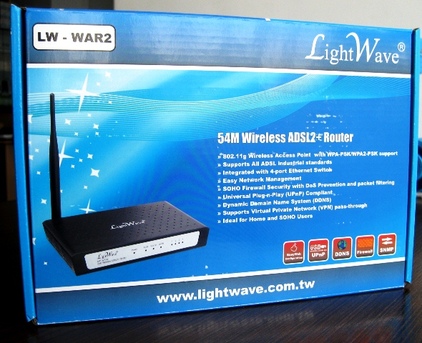 LW - WAR2
LightWave®
54M Wireless ADSL2+ Router
» 802.11g Wireless Access Point with WPA-PSK/WPA2-PSK support
» Supports All ADSL Industrial standards
» Integrated with 4-port Ethernet Switch
» Easy Network Management
» SOHO Firewall Security with DoS Prevention and packet filtering
» Universal Plug-n-Play (UPnP) Compliant
» Dynamic Domain Name System (DDNS)
» Supports Virtual Private Network (VPN) pass-through
» Ideal for Home and SOHO Users
LightWave
UPnP
DDNS
Firewall
SNMP
www.lightwave.com.tw